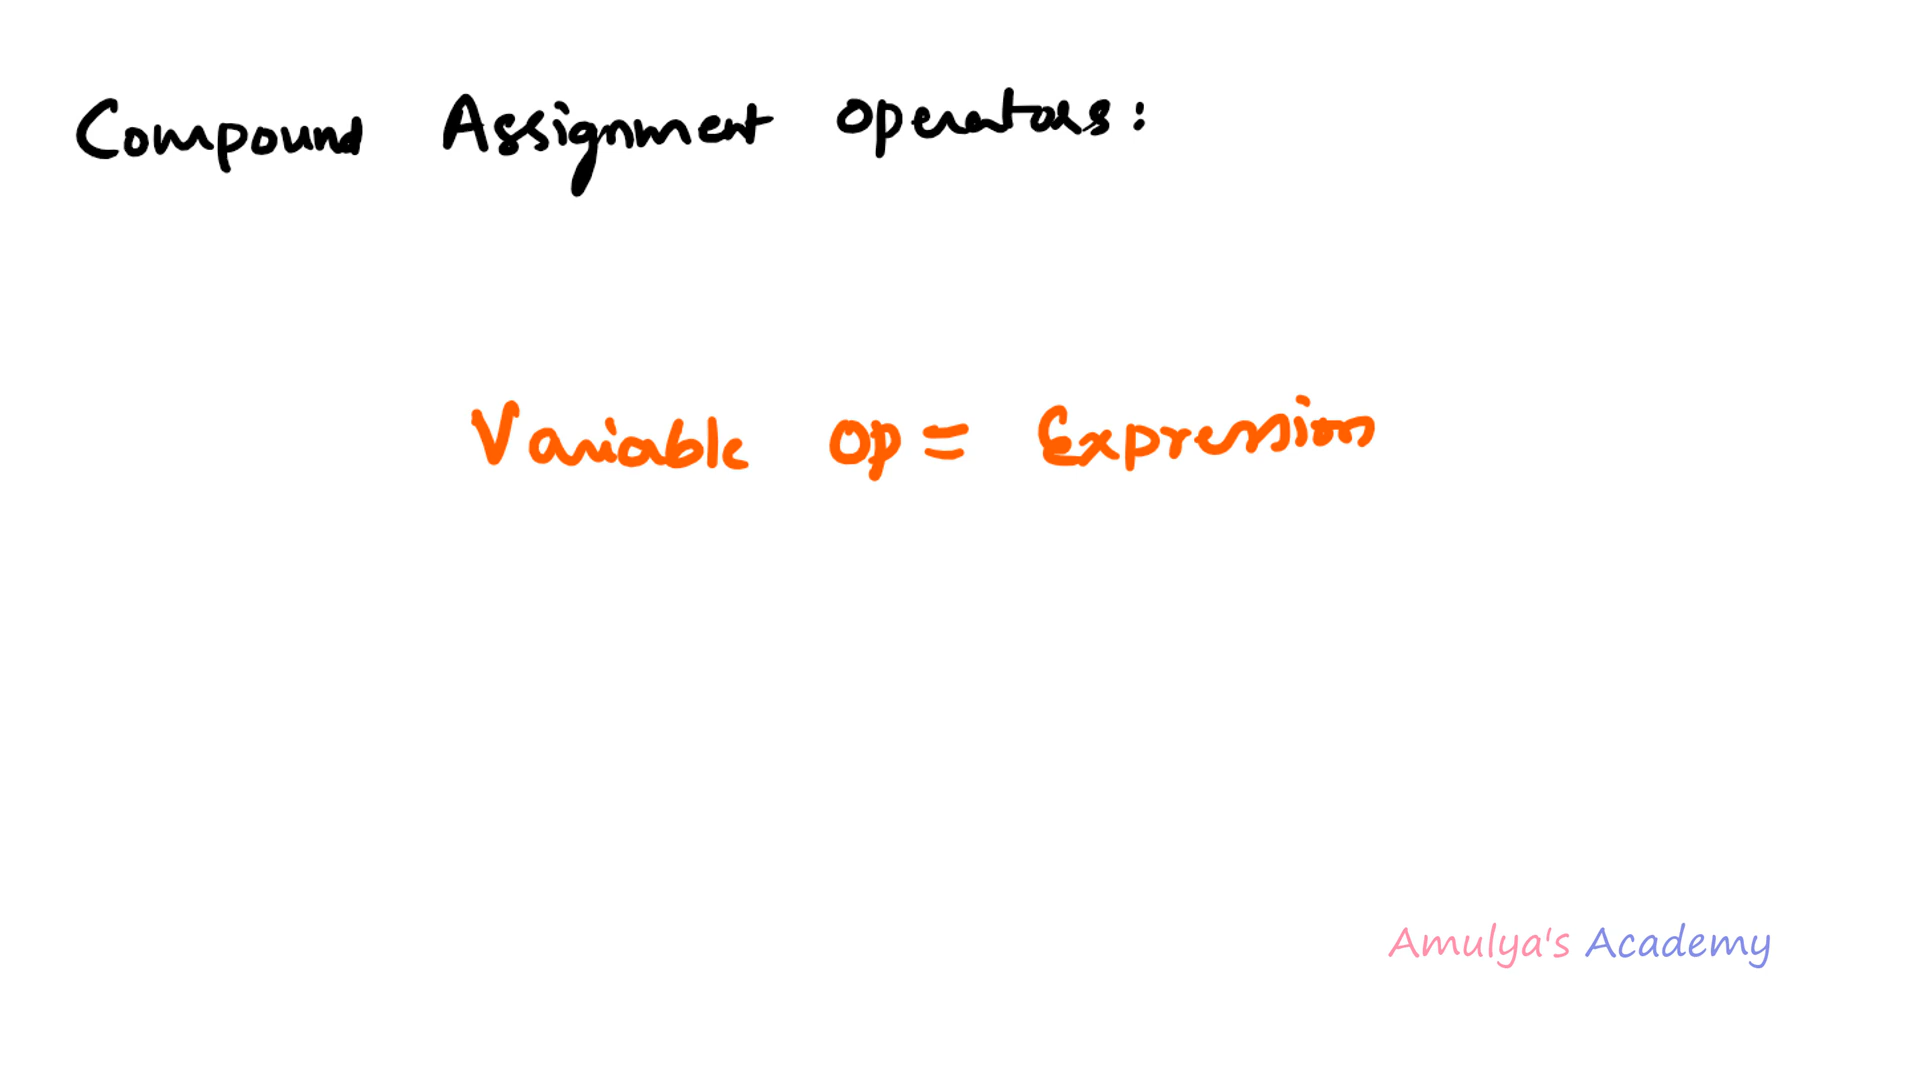 Compound Assignment operators:
Variable op= Expression
Amulya's Academy